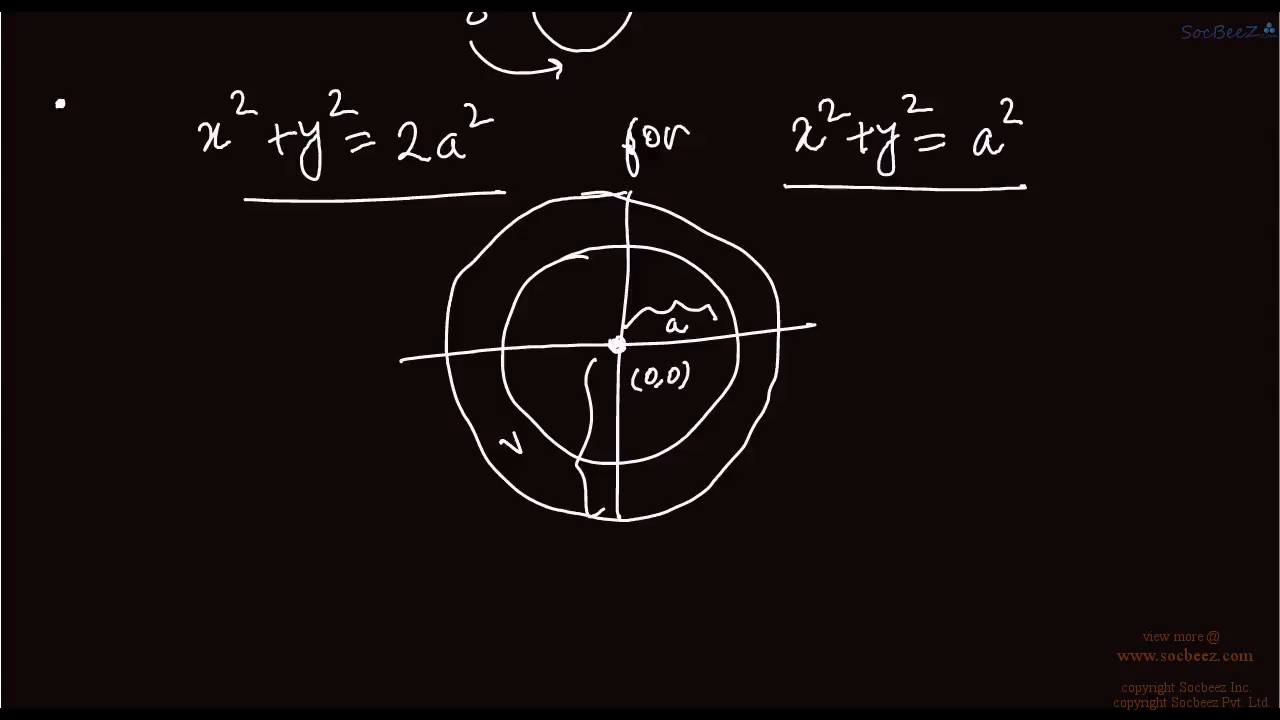 SocBeeZ.com
x² + y² = 2a² for x² + y² = a²
a
(0,0)
view more @
www.socbeez.com
copyright Socbeez Inc.
copyright Socbeez Pvt. Ltd.